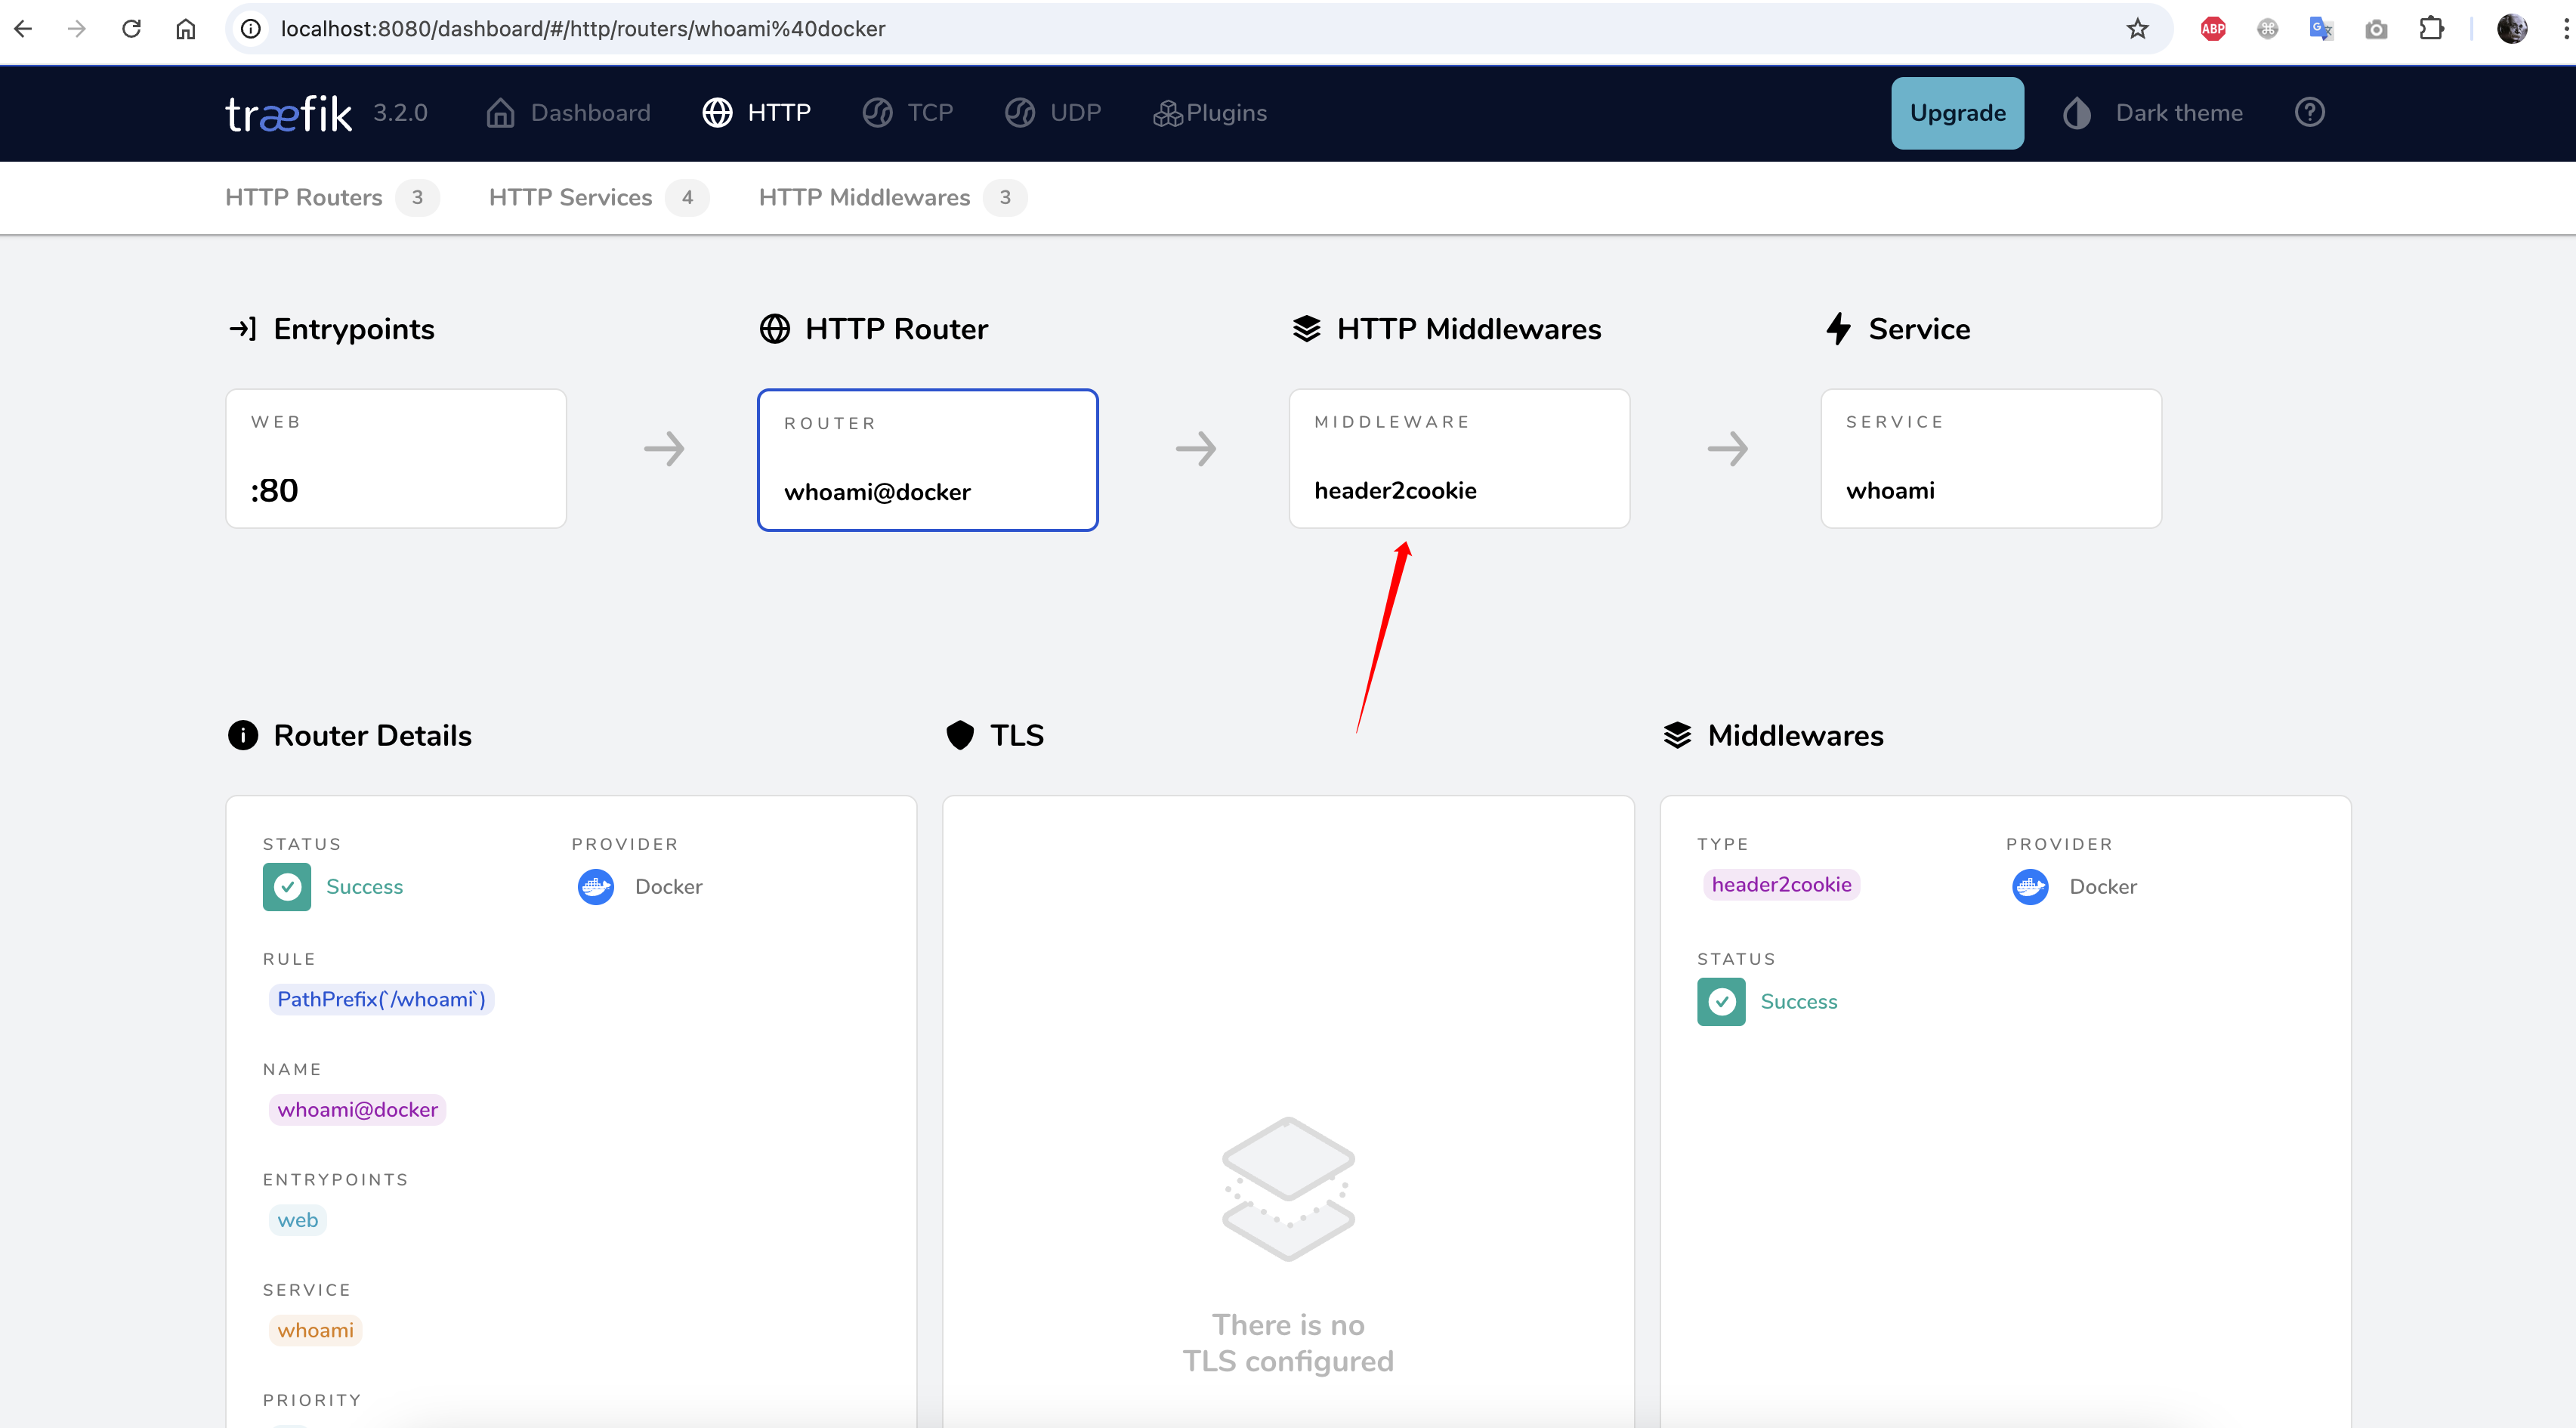 localhost:8080/dashboard/#/http/routers/whoami%40docker
ABP
træfik 3.2.0 Dashboard HTTP TCP UDP Plugins Upgrade Dark theme
HTTP Routers 3 HTTP Services 4 HTTP Middlewares 3
Entrypoints HTTP Router HTTP Middlewares Service
WEB ROUTER MIDDLEWARE SERVICE
:80 whoami@docker header2cookie whoami
Router Details TLS Middlewares
STATUS PROVIDER
Success Docker
RULE
PathPrefix(`/whoami`)
NAME
whoami@docker
ENTRYPOINTS
web
SERVICE
whoami
PRIORITY
There is no
TLS configured
TYPE PROVIDER
header2cookie Docker
STATUS
Success